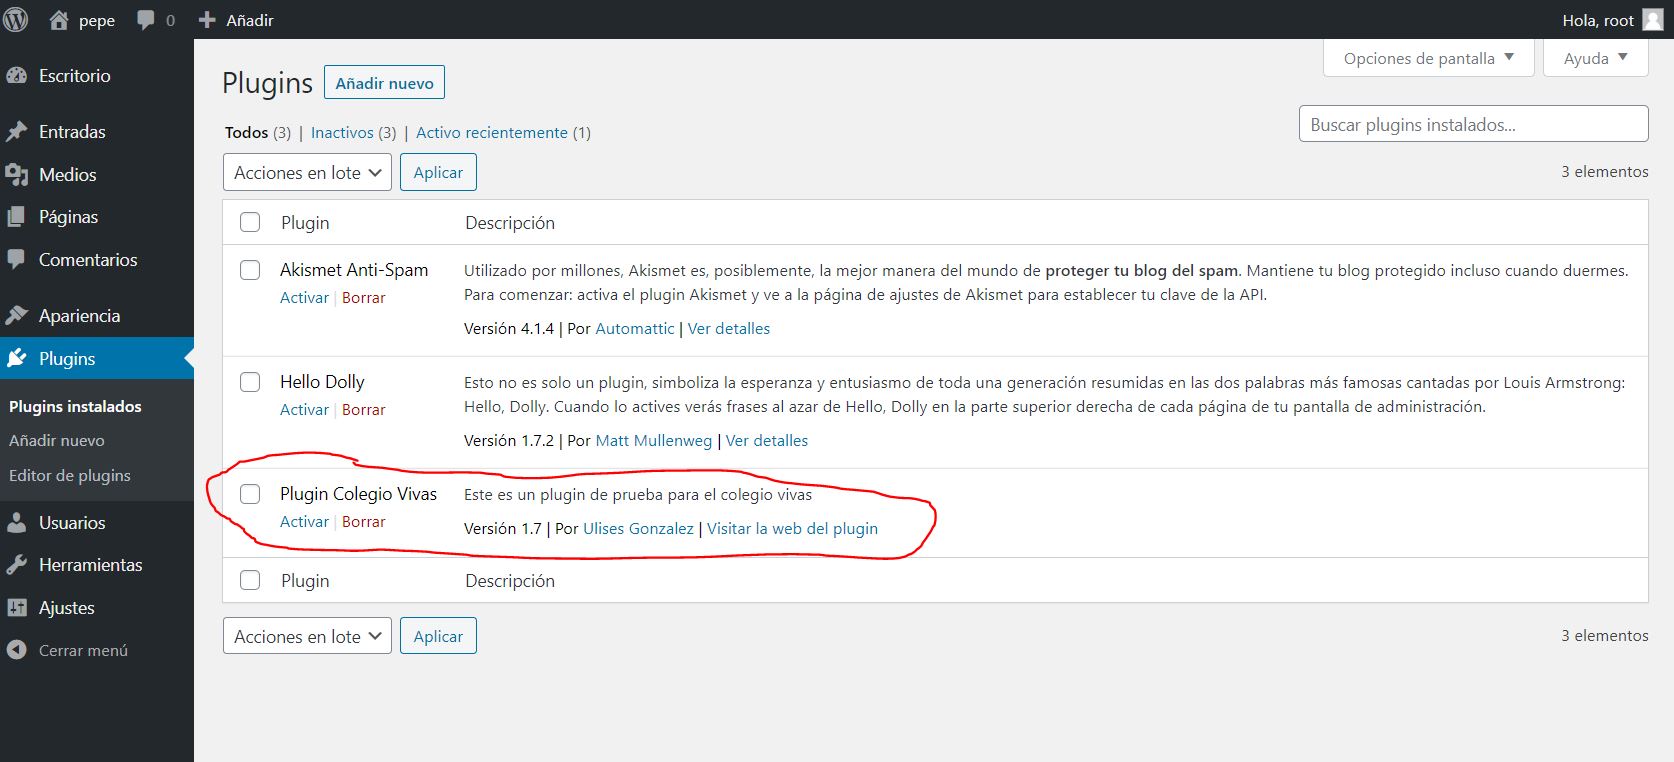 pepe
0
Añadir
Hola, root
Escritorio
Entradas
Medios
Páginas
Comentarios
Apariencia
Plugins
Plugins instalados
Añadir nuevo
Editor de plugins
Usuarios
Herramientas
Ajustes
Cerrar menú
Opciones de pantalla
Ayuda
Plugins
Añadir nuevo
Todos (3) | Inactivos (3) | Activo recientemente (1)
Buscar plugins instalados...
Acciones en lote
Aplicar
3 elementos
Plugin
Descripción
Akismet Anti-Spam
Activar | Borrar
Utilizado por millones, Akismet es, posiblemente, la mejor manera del mundo de proteger tu blog del spam. Mantiene tu blog protegido incluso cuando duermes.
Para comenzar: activa el plugin Akismet y ve a la página de ajustes de Akismet para establecer tu clave de la API.
Versión 4.1.4 | Por Automattic | Ver detalles
Hello Dolly
Activar | Borrar
Esto no es solo un plugin, simboliza la esperanza y entusiasmo de toda una generación resumidas en las dos palabras más famosas cantadas por Louis Armstrong:
Hello, Dolly. Cuando lo actives verás frases al azar de Hello, Dolly en la parte superior derecha de cada página de tu pantalla de administración.
Versión 1.7.2 | Por Matt Mullenweg | Ver detalles
Plugin Colegio Vivas
Activar | Borrar
Este es un plugin de prueba para el colegio vivas
Versión 1.7 | Por Ulises Gonzalez | Visitar la web del plugin
Plugin
Descripción
Acciones en lote
Aplicar
3 elementos